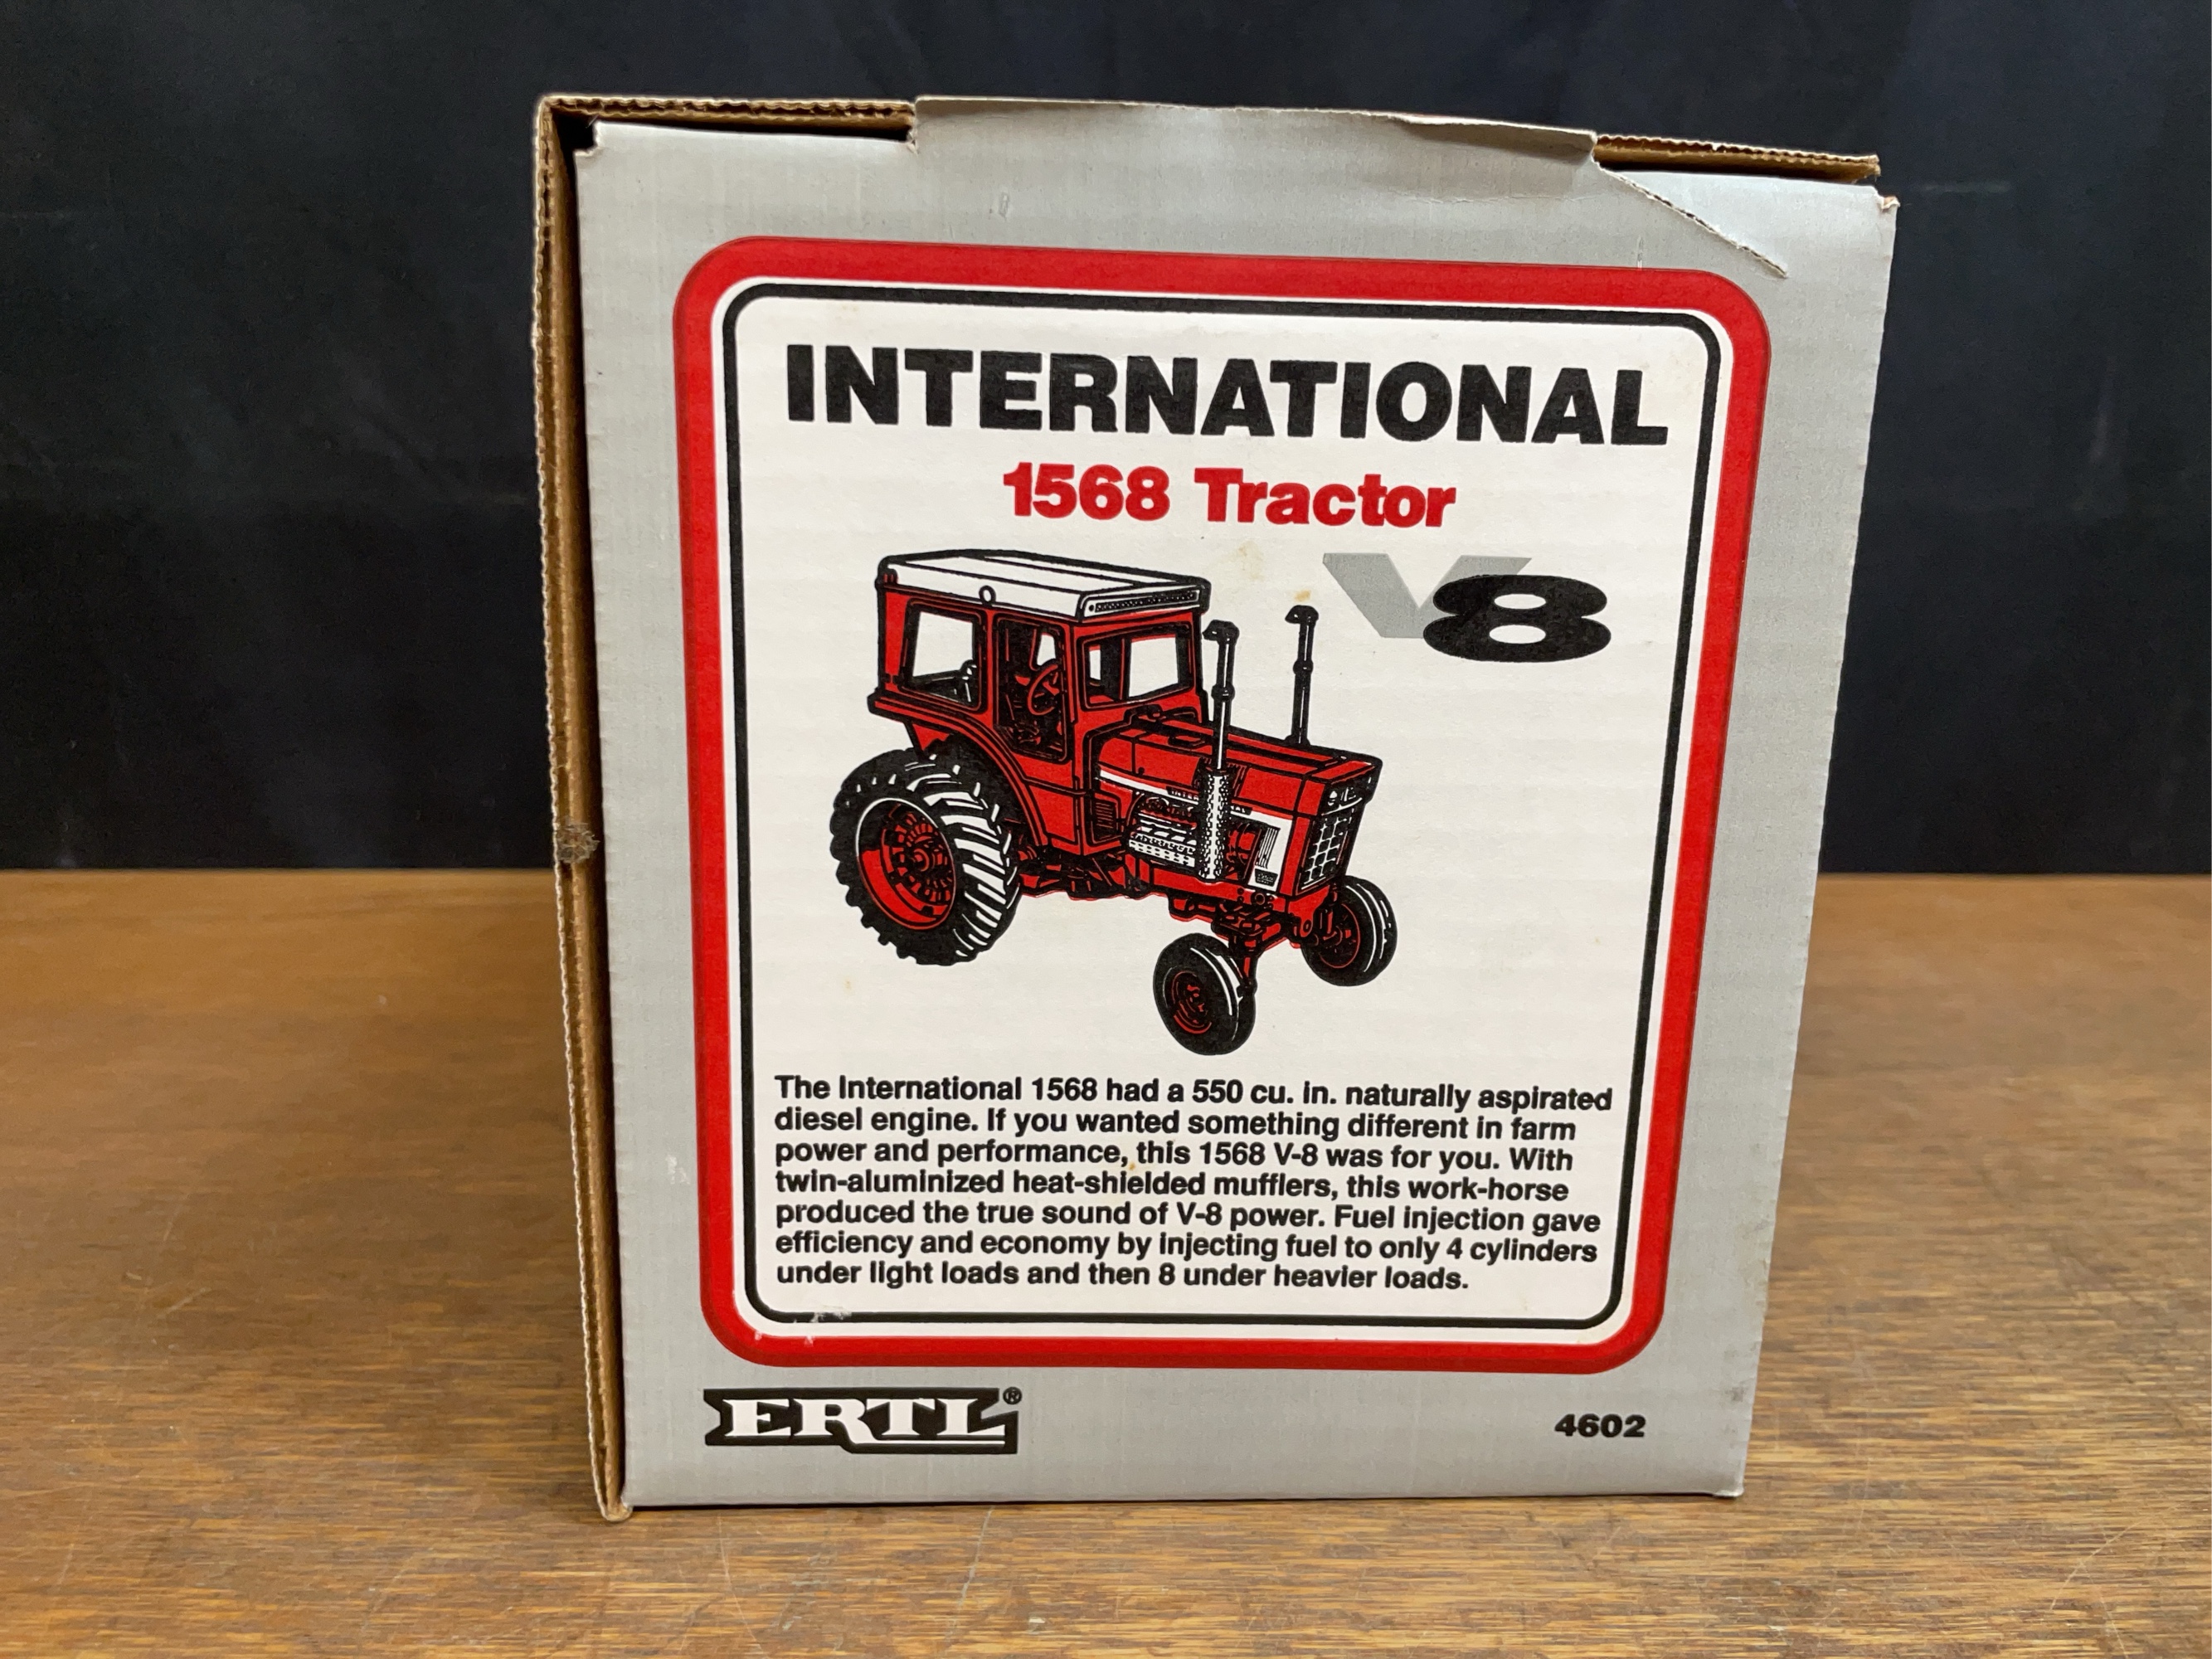 INTERNATIONAL
1568 Tractor
V8
The International 1568 had a 550 cu. in. naturally aspirated
diesel engine. If you wanted something different in farm
power and performance, this 1568 V-8 was for you. With
twin-aluminized heat-shielded mufflers, this work-horse
produced the true sound of V-8 power. Fuel injection gave
efficiency and economy by injecting fuel to only 4 cylinders
under light loads and then 8 under heavier loads.
ERTL®
4602